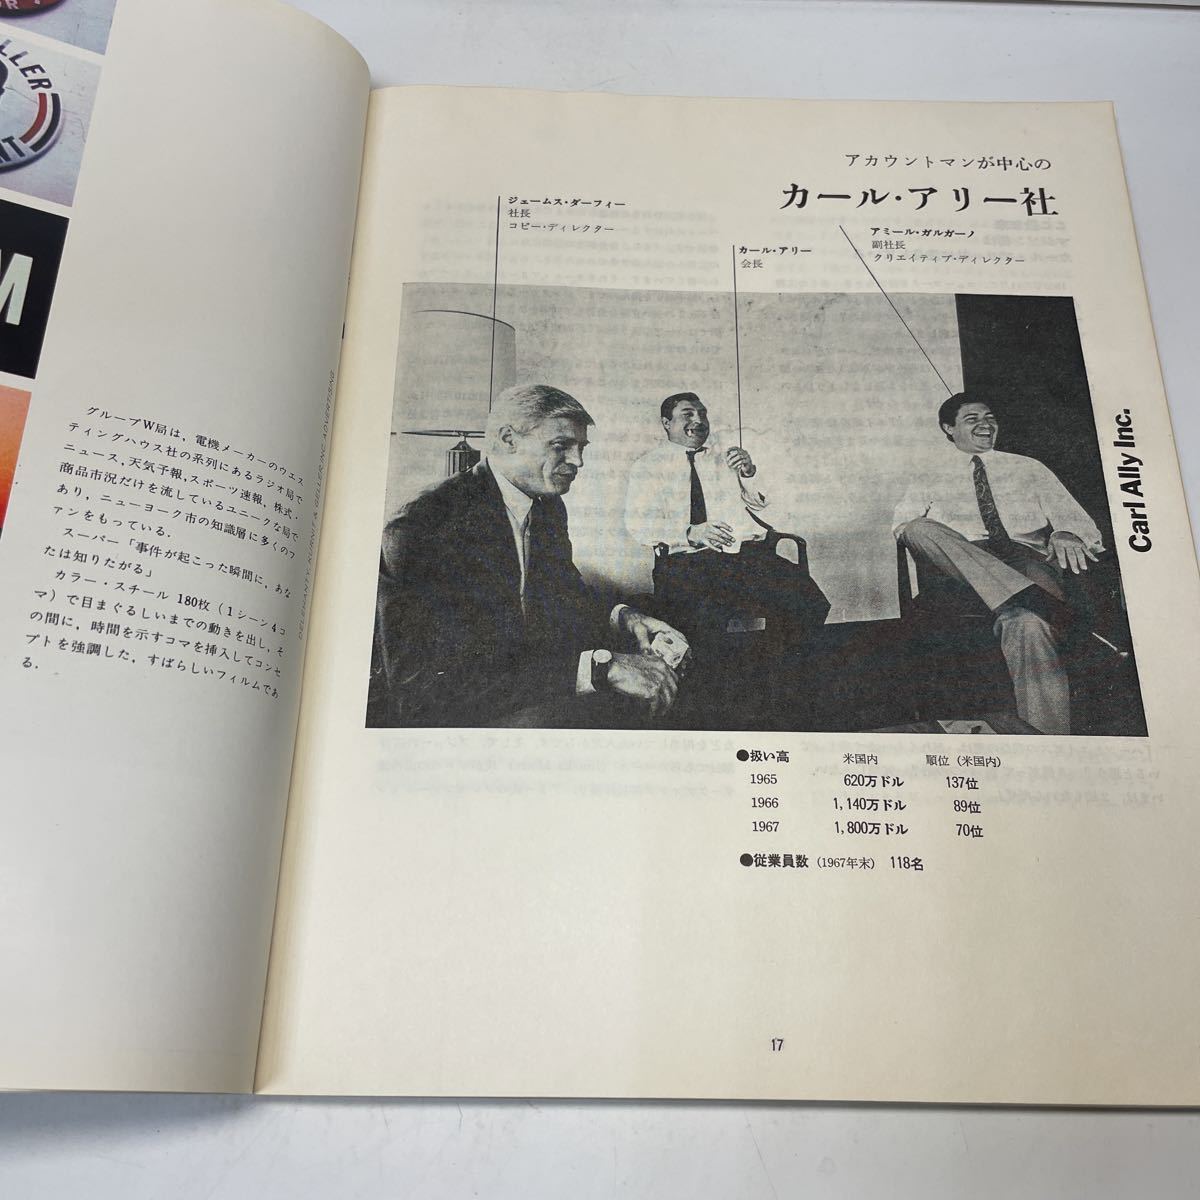 OR
LLER
NT
M
グループW局は，電機メーカーのウエス
ティングハウス社の系列にあるラジオ局で
ニュース，天気予報，スポーツ速報，株式・
商品市況だけを流しているユニークな局で
あり，ニューヨーク市の知識層に多くのフ
ァンをもっている．
スーパー「事件が起こった瞬間に，あな
たは知りたがる」
カラー・スチール 180枚（1シーン4コ
マ）で目まぐるしいまでの動きを出し，そ
の間に，時間を示すコマを挿入してコンセ
プトを強調した，すばらしいフィルムであ
る．
DELEHANTY, KURNIT & GELLER INC. ADVERTISING
アカウントマンが中心の
カール・アリー社
ジェームス・ダーフィー
社長
コピー・ディレクター
カール・アリー
会長
アミール・ガルガーノ
副社長
クリエイティブ・ディレクター
Carl Ally Inc.
●扱い高 米国内 順位（米国内）
1965 620万ドル 137位
1966 1,140万ドル 89位
1967 1,800万ドル 70位
●従業員数（1967年末） 118名
17